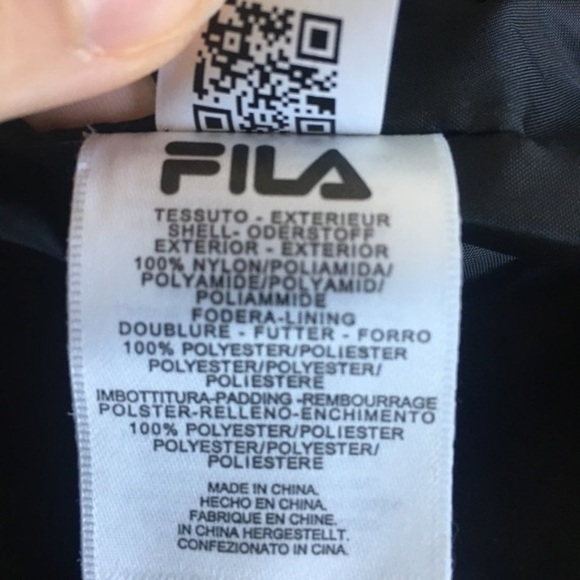 FILA
TESSUTO - EXTERIEUR
SHELL- ODERSTOFF
EXTERIOR - EXTERIOR
100% NYLON/POLIAMIDA/
POLYAMIDE/POLYAMID/
POLIAMMIDE
FODERA-LINING
DOUBLURE - FUTTER - FORRO
100% POLYESTER/POLIESTER
POLYESTER/POLYESTER/
POLIESTERE
IMBOTTITURA-PADDING -REMBOURRAGE
POLSTER-RELLENO-ENCHIMENTO
100% POLYESTER/POLIESTER
POLYESTER/POLYESTER/
POLIESTERE
MADE IN CHINA.
HECHO EN CHINA.
FABRIQUE EN CHINE.
IN CHINA HERGESTELLT.
CONFEZIONATO IN CINA.